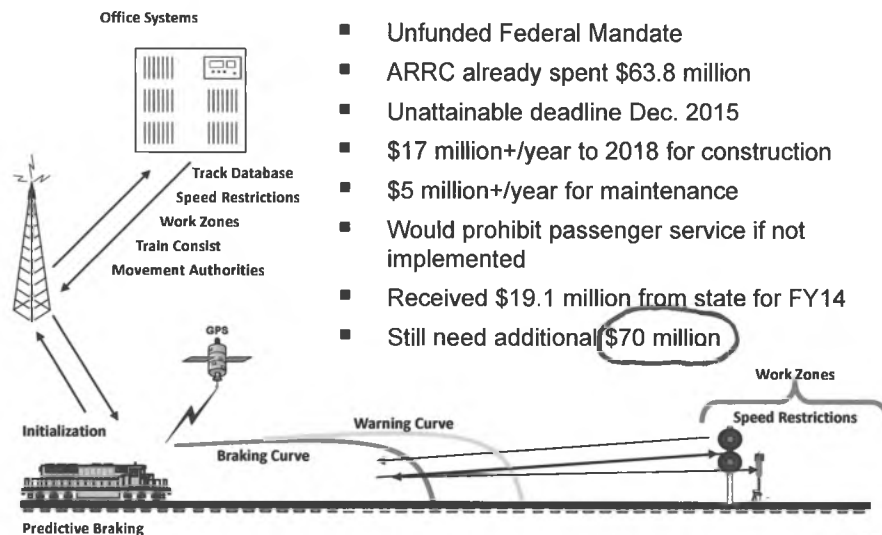 Office Systems
Track Database
Speed Restrictions
Work Zones
Train Consist
Movement Authorities
■ Unfunded Federal Mandate
■ ARRC already spent $63.8 million
■ Unattainable deadline Dec. 2015
■ $17 million+/year to 2018 for construction
■ $5 million+/year for maintenance
■ Would prohibit passenger service if not
implemented
■ Received $19.1 million from state for FY14
■ Still need additional $70 million
GPS
Work Zones
Speed Restrictions
Initialization
Warning Curve
Braking Curve
Predictive Braking